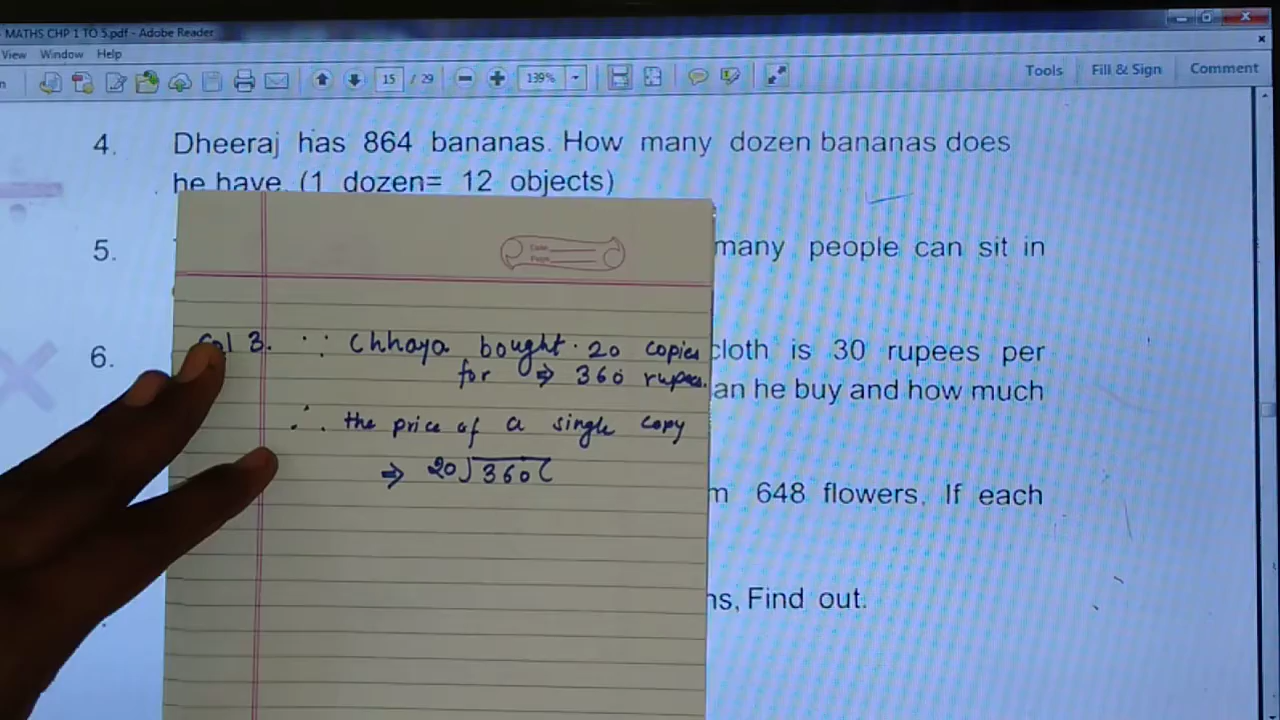 MATHS CHP 1 TO 5.pdf - Adobe Reader
View Window Help
15 / 29
139%
Tools Fill & Sign Comment
4. Dheeraj has 864 bananas. How many dozen bananas does
he have. (1 dozen= 12 objects)
5. many people can sit in
6. cloth is 30 rupees per
an he buy and how much
648 flowers. If each
Find out.
Sol 3. ∵ Chhaya bought 20 copies
for ⇒ 360 rupees.
∴ the price of a single copy
⇒ 20)360(